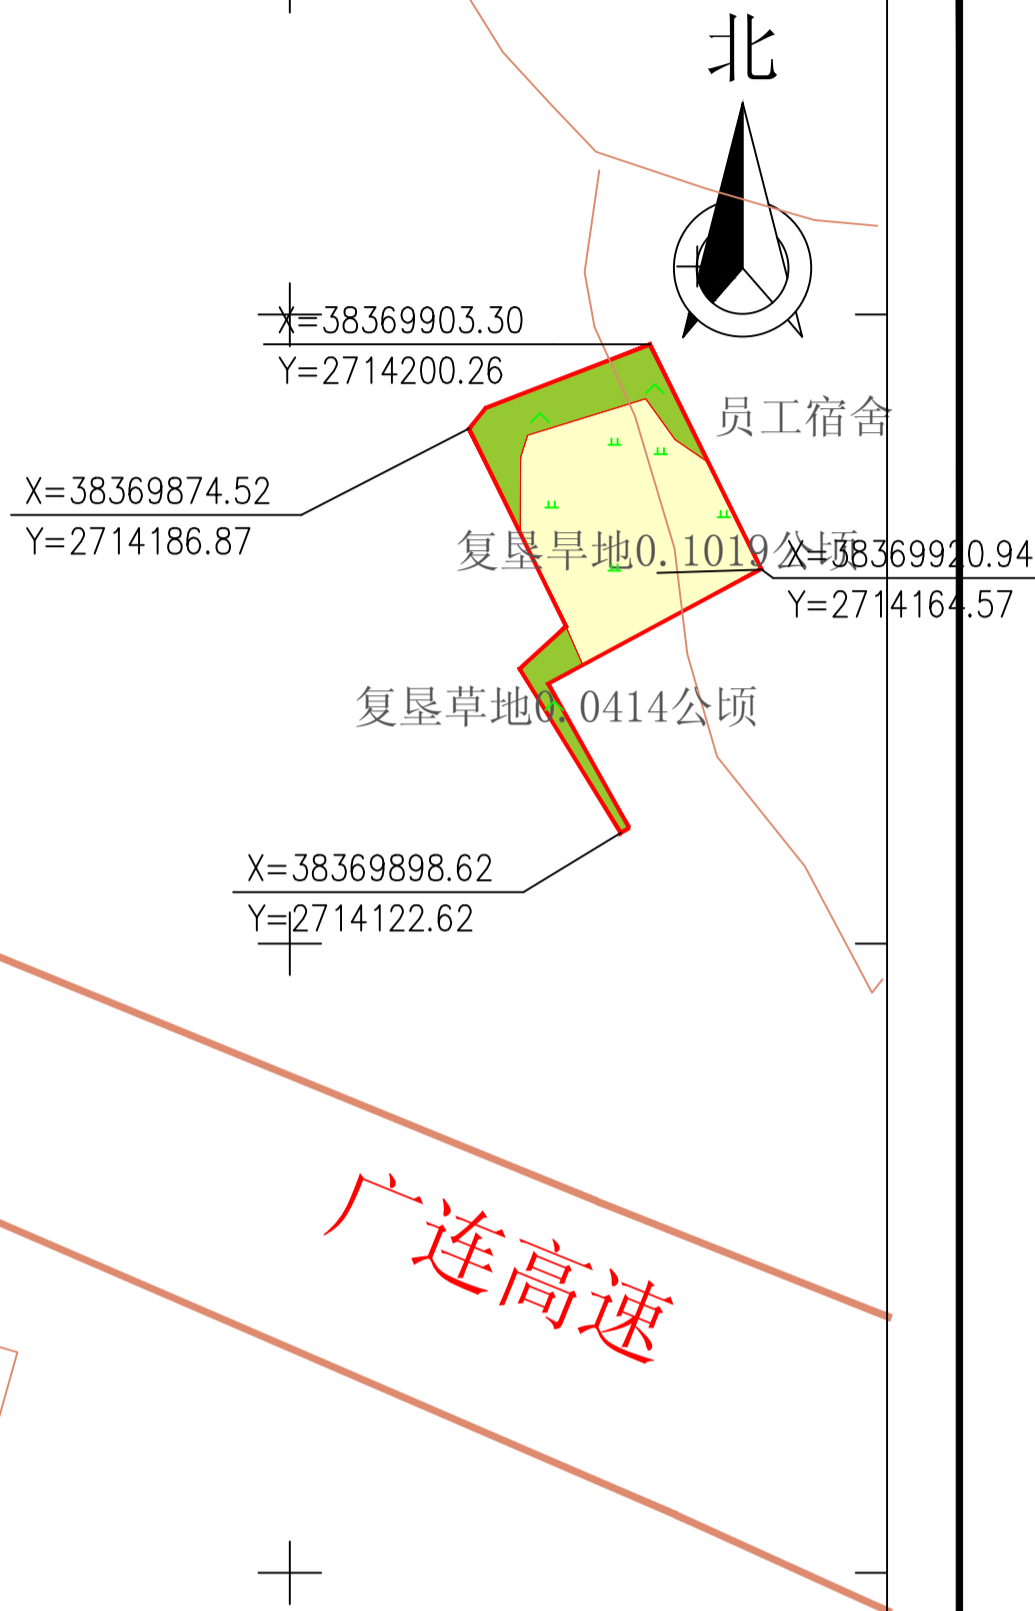 北
X=38369903.30
Y=2714200.26
员工宿舍
X=38369874.52
Y=2714186.87
复垦旱地0.1019公顷
X=38369920.94
Y=2714164.57
复垦草地0.0414公顷
X=38369898.62
Y=2714122.62
广连高速